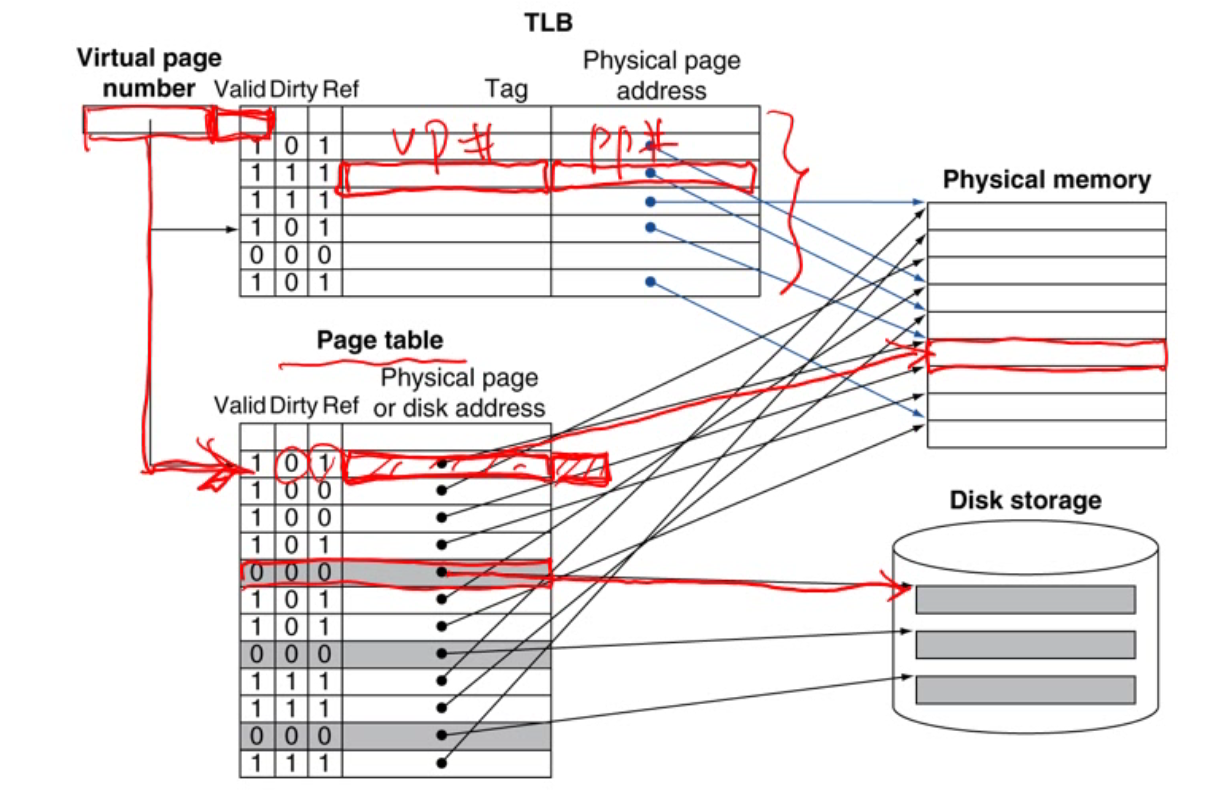 TLB
Virtual page
number
Valid Dirty Ref
Tag
Physical page
address
vp# pp#
1 0 1
1 1 1
1 1 1
1 0 1
0 0 0
1 0 1
Physical memory
Page table
Physical page
or disk address
Valid Dirty Ref
1 0 1
1 0 0
1 0 0
1 0 1
0 0 0
1 0 1
1 0 1
0 0 0
1 1 1
1 1 1
0 0 0
1 1 1
Disk storage